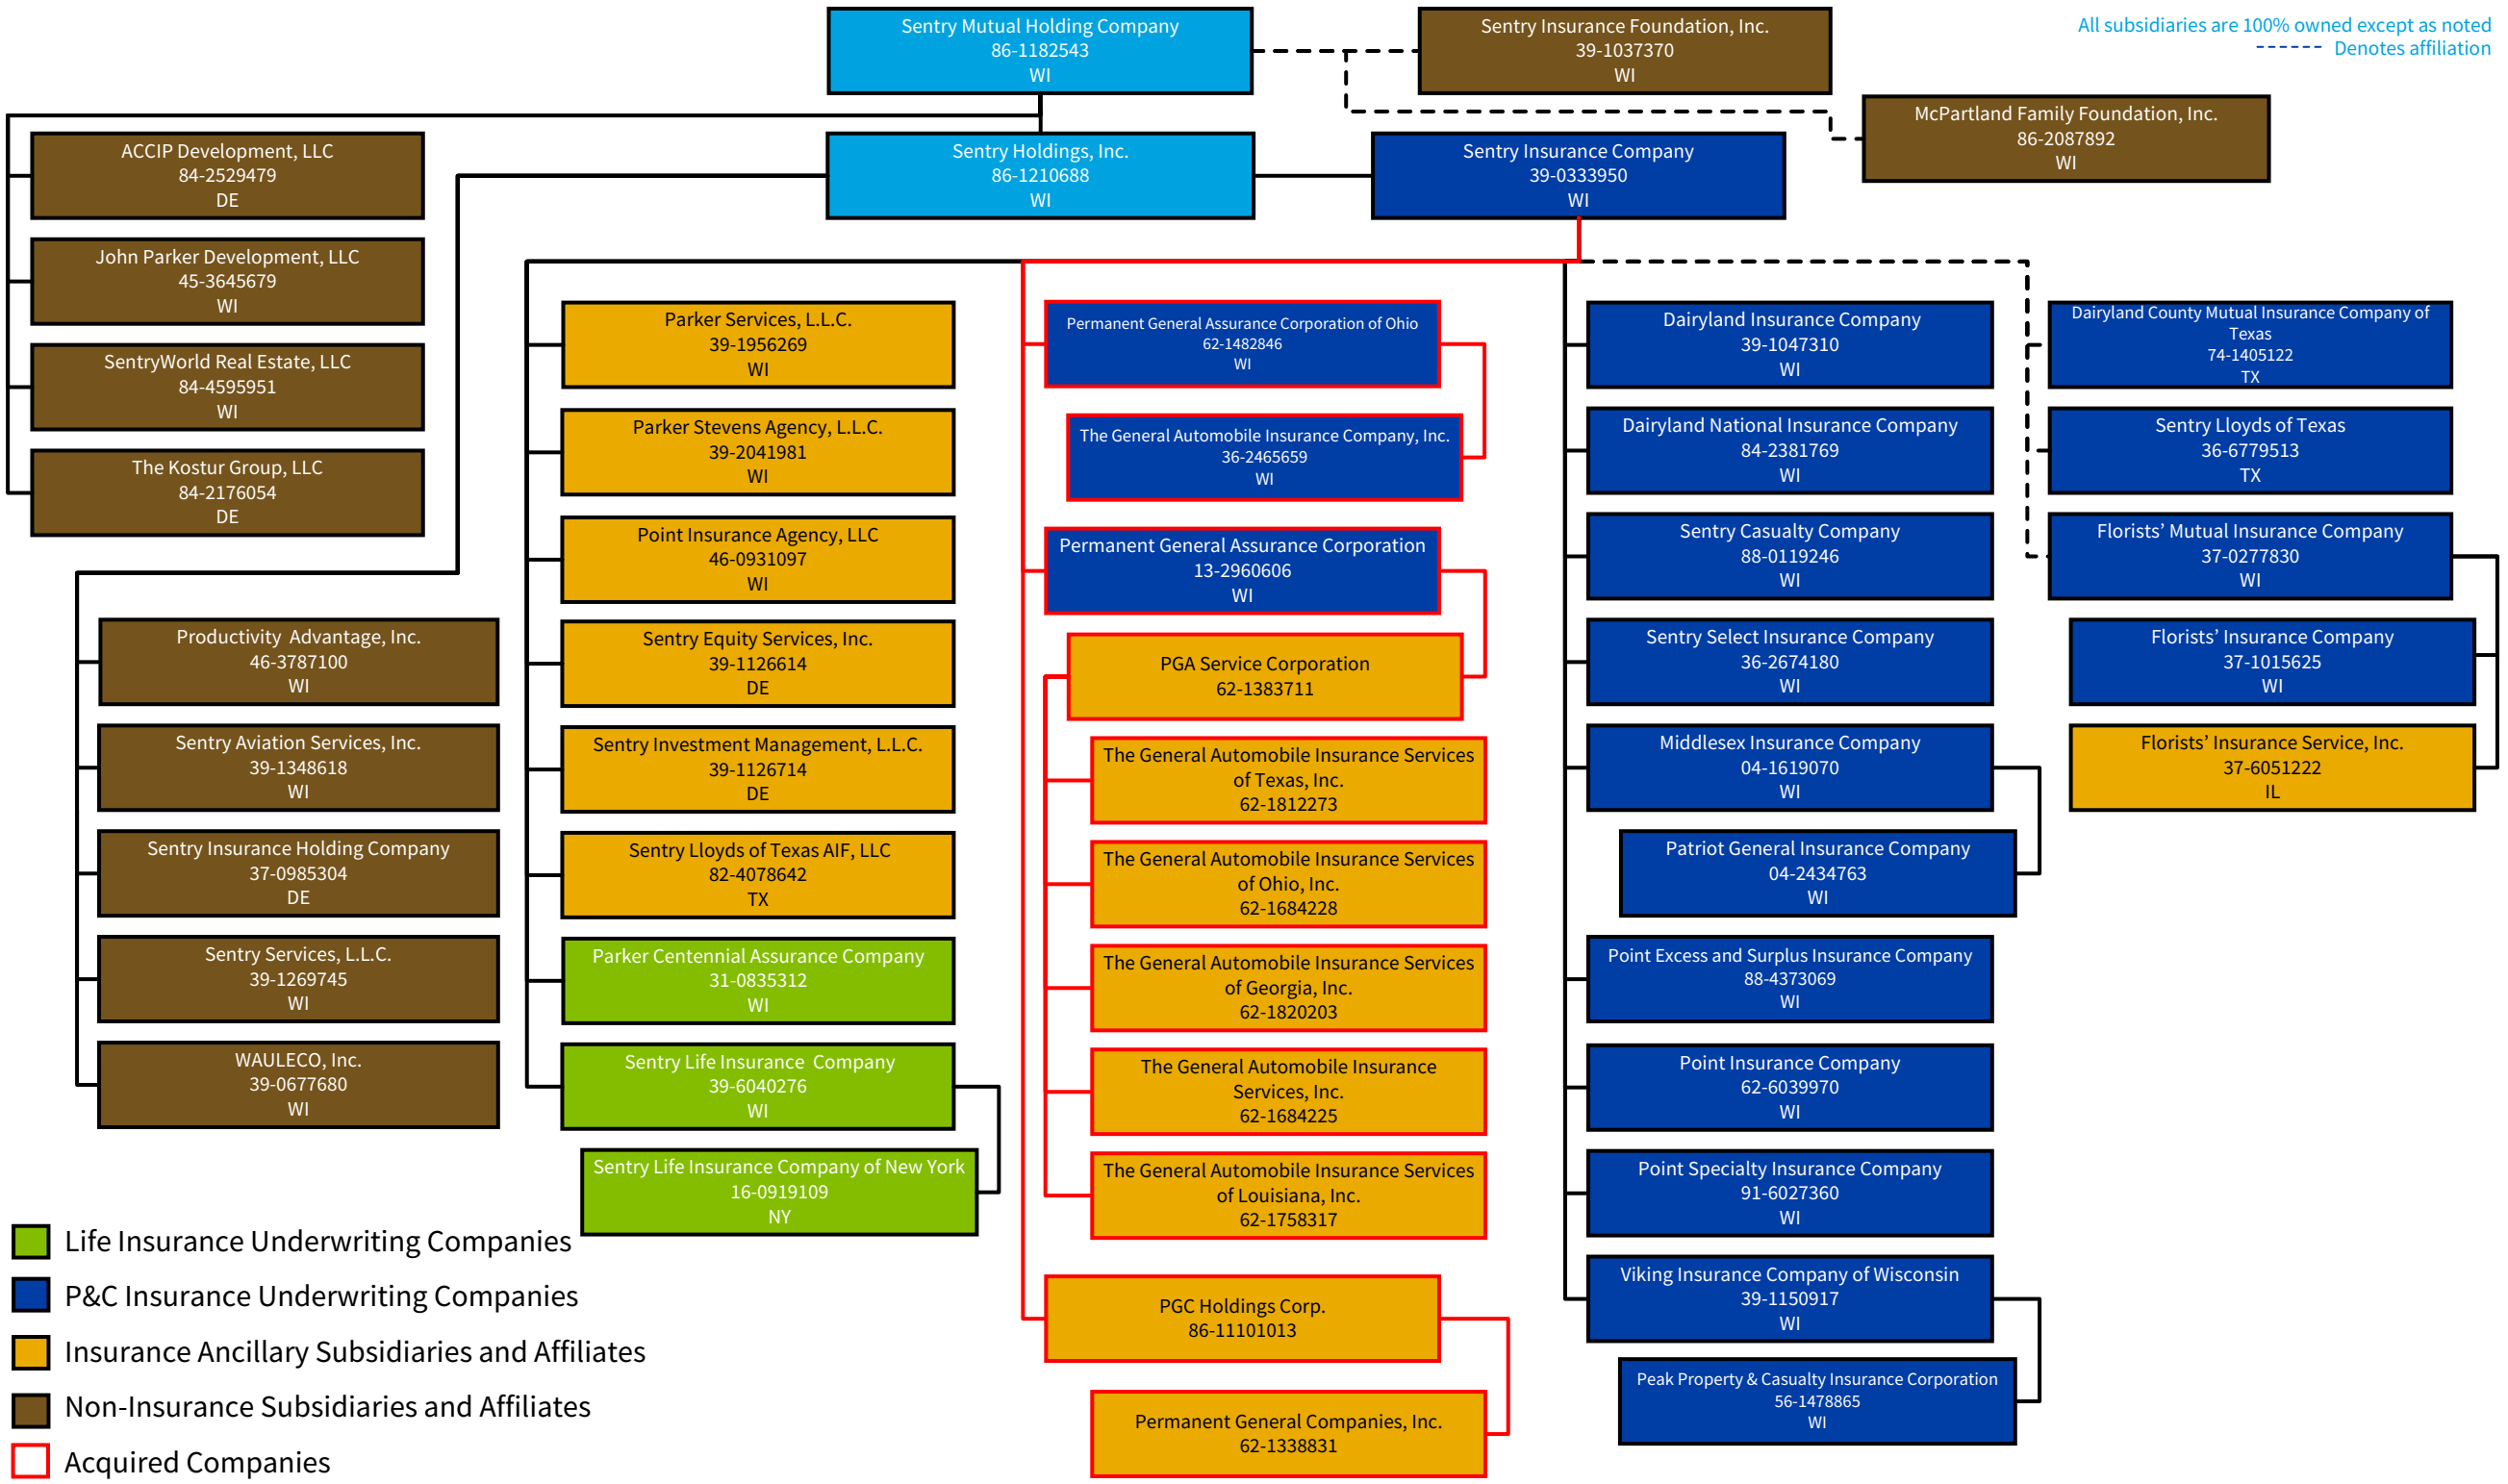 Sentry Mutual Holding Company
86-1182543
WI
Sentry Insurance Foundation, Inc.
39-1037370
WI
All subsidiaries are 100% owned except as noted
Denotes affiliation
McPartland Family Foundation, Inc.
86-2087892
WI
Sentry Holdings, Inc.
86-1210688
WI
Sentry Insurance Company
39-0333950
WI
ACCIP Development, LLC
84-2529479
DE
John Parker Development, LLC
45-3645679
WI
SentryWorld Real Estate, LLC
84-4595951
WI
The Kostur Group, LLC
84-2176054
DE
Productivity  Advantage, Inc.
46-3787100
WI
Sentry Aviation Services, Inc.
39-1348618
WI
Sentry Insurance Holding Company
37-0985304
DE
Sentry Services, L.L.C.
39-1269745
WI
WAULECO, Inc.
39-0677680
WI
Parker Services, L.L.C.
39-1956269
WI
Parker Stevens Agency, L.L.C.
39-2041981
WI
Point Insurance Agency, LLC
46-0931097
WI
Sentry Equity Services, Inc.
39-1126614
DE
Sentry Investment Management, L.L.C.
39-1126714
DE
Sentry Lloyds of Texas AIF, LLC
82-4078642
TX
Parker Centennial Assurance Company
31-0835312
WI
Sentry Life Insurance  Company
39-6040276
WI
Sentry Life Insurance Company of New York
16-0919109
NY
Permanent General Assurance Corporation of Ohio
62-1482846
WI
The General Automobile Insurance Company, Inc.
36-2465659
WI
Permanent General Assurance Corporation
13-2960606
WI
PGA Service Corporation
62-1383711
The General Automobile Insurance Services
of Texas, Inc.
62-1812273
The General Automobile Insurance Services
of Ohio, Inc.
62-1684228
The General Automobile Insurance Services
of Georgia, Inc.
62-1820203
The General Automobile Insurance
Services, Inc.
62-1684225
The General Automobile Insurance Services
of Louisiana, Inc.
62-1758317
PGC Holdings Corp.
86-11101013
Permanent General Companies, Inc.
62-1338831
Dairyland Insurance Company
39-1047310
WI
Dairyland National Insurance Company
84-2381769
WI
Sentry Casualty Company
88-0119246
WI
Sentry Select Insurance Company
36-2674180
WI
Middlesex Insurance Company
04-1619070
WI
Patriot General Insurance Company
04-2434763
WI
Point Excess and Surplus Insurance Company
88-4373069
WI
Point Insurance Company
62-6039970
WI
Point Specialty Insurance Company
91-6027360
WI
Viking Insurance Company of Wisconsin
39-1150917
WI
Peak Property & Casualty Insurance Corporation
56-1478865
WI
Dairyland County Mutual Insurance Company of
Texas
74-1405122
TX
Sentry Lloyds of Texas
36-6779513
TX
Florists’ Mutual Insurance Company
37-0277830
WI
Florists’ Insurance Company
37-1015625
WI
Florists’ Insurance Service, Inc.
37-6051222
IL
Life Insurance Underwriting Companies
P&C Insurance Underwriting Companies
Insurance Ancillary Subsidiaries and Affiliates
Non-Insurance Subsidiaries and Affiliates
Acquired Companies